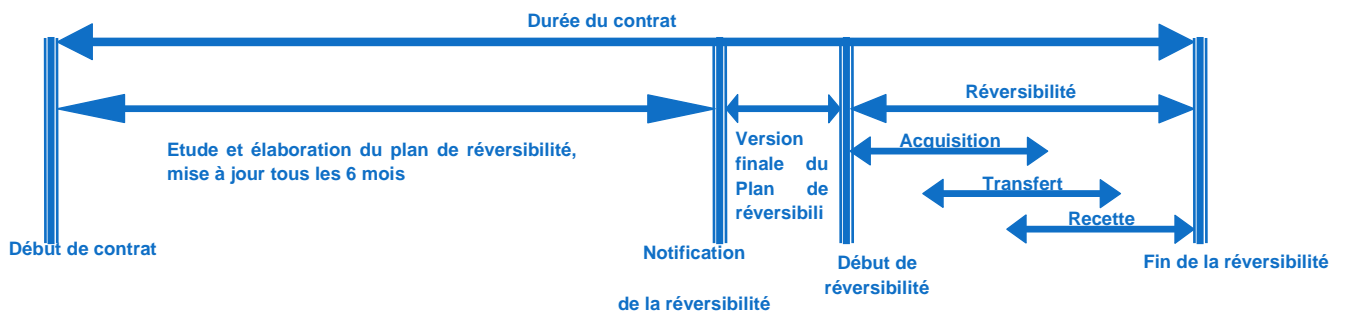 Durée du contrat
Réversibilité
Etude et élaboration du plan de réversibilité,
mise à jour tous les 6 mois
Version
finale du
Plan de
réversibili
Acquisition
Transfert
Recette
Début de contrat
Notification
de la réversibilité
Début de
réversibilité
Fin de la réversibilité